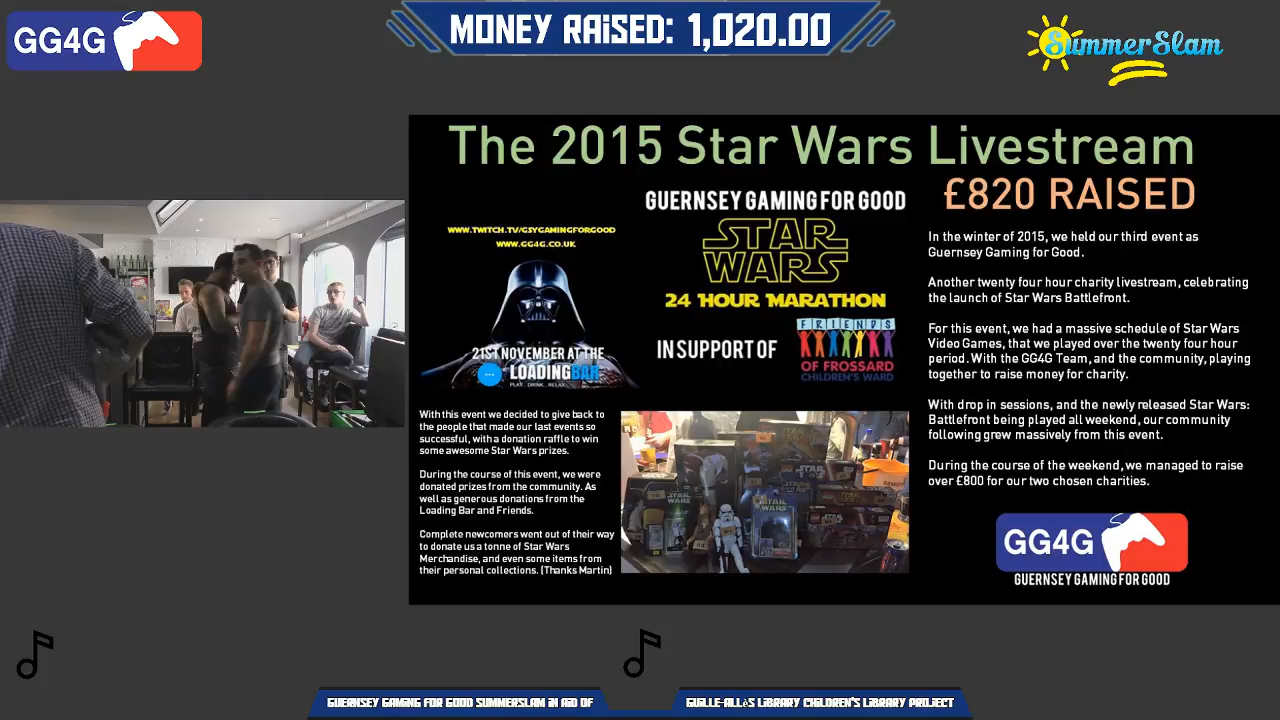 GG4G
MONEY RAISED: 1,020.00
SummerSlam
The 2015 Star Wars Livestream
£820 RAISED
WWW.TWITCH.TV/GSYGAMINGFORGOOD
WWW.GG4G.CO.UK
21ST NOVEMBER AT THE
LOADING BAR
PLAY . DRINK . RELAX
GUERNSEY GAMING FOR GOOD
STAR
WARS
24 HOUR MARATHON
IN SUPPORT OF
FRIENDS
OF FROSSARD
CHILDREN'S WARD
In the winter of 2015, we held our third event as
Guernsey Gaming for Good.
Another twenty four hour charity livestream, celebrating
the launch of Star Wars Battlefront.
For this event, we had a massive schedule of Star Wars
Video Games, that we played over the twenty four hour
period. With the GG4G Team, and the community, playing
together to raise money for charity.
With drop in sessions, and the newly released Star Wars:
Battlefront being played all weekend, our community
following grew massively from this event.
During the course of the weekend, we managed to raise
over £800 for our two chosen charities.
With this event we decided to give back to
the people that made our last events so
successful, with a donation raffle to win
some awesome Star Wars prizes.
During the course of this event, we were
donated prizes from the community. As
well as generous donations from the
Loading Bar and Friends.
Complete newcomers went out of their way
to donate us a tonne of Star Wars
Merchandise, and even some items from
their personal collections. (Thanks Martin)
STAR WARS
STAR WARS
GG4G
GUERNSEY GAMING FOR GOOD
GUERNSEY GAMING FOR GOOD SUMMERSLAM IN AID OF
GUILLE-ALLèS LIBRARY CHILDREN'S LIBRARY PROJECT